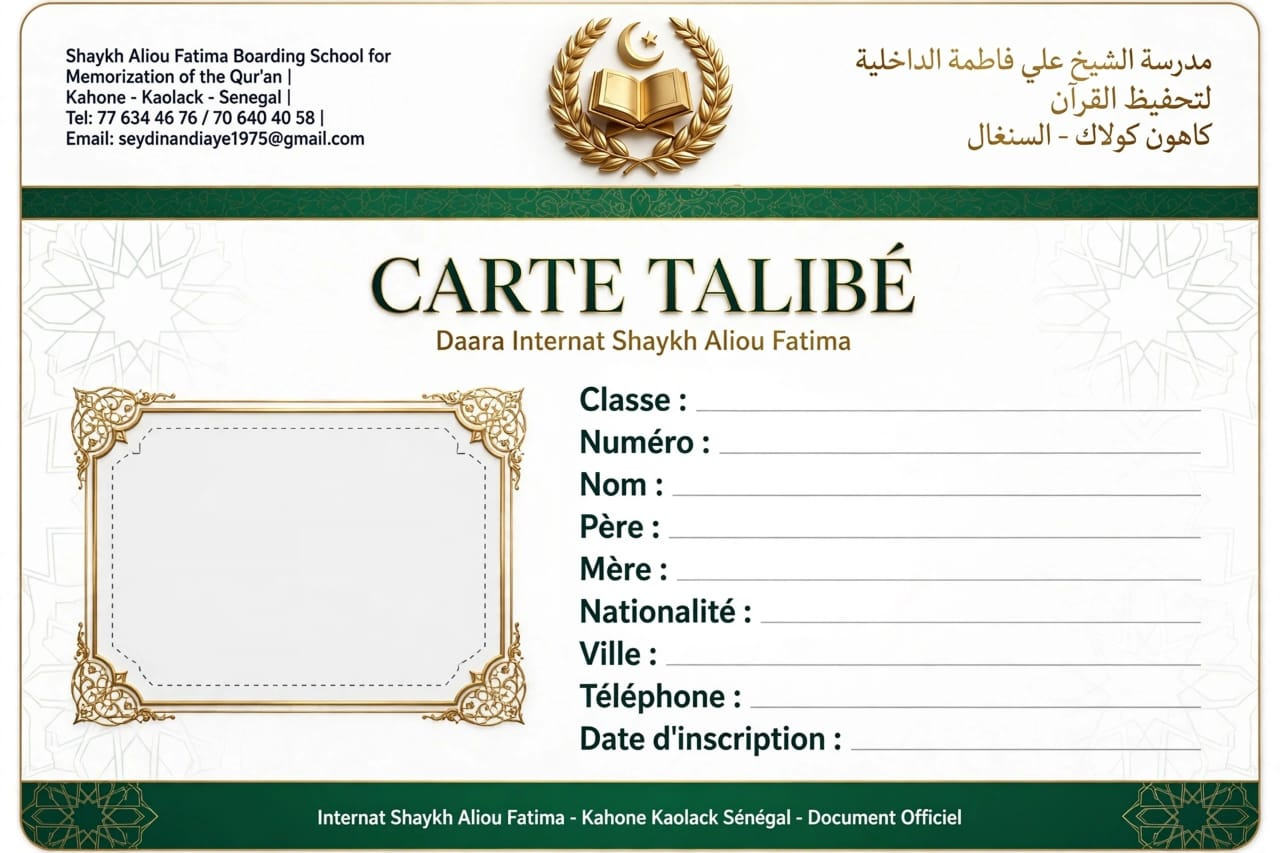 Shaykh Aliou Fatima Boarding School for
Memorization of the Qur'an |
Kahone - Kaolack - Senegal |
Tel: 77 634 46 76 / 70 640 40 58 |
Email: seydinandiaye1975@gmail.com
مدرسة الشيخ علي فاطمة الداخلية
لتحفيظ القرآن
كاهون كولاك - السنغال
CARTE TALIBÉ
Daara Internat Shaykh Aliou Fatima
Classe :
Numéro :
Nom :
Père :
Mère :
Nationalité :
Ville :
Téléphone :
Date d'inscription :
Internat Shaykh Aliou Fatima - Kahone Kaolack Sénégal - Document Officiel